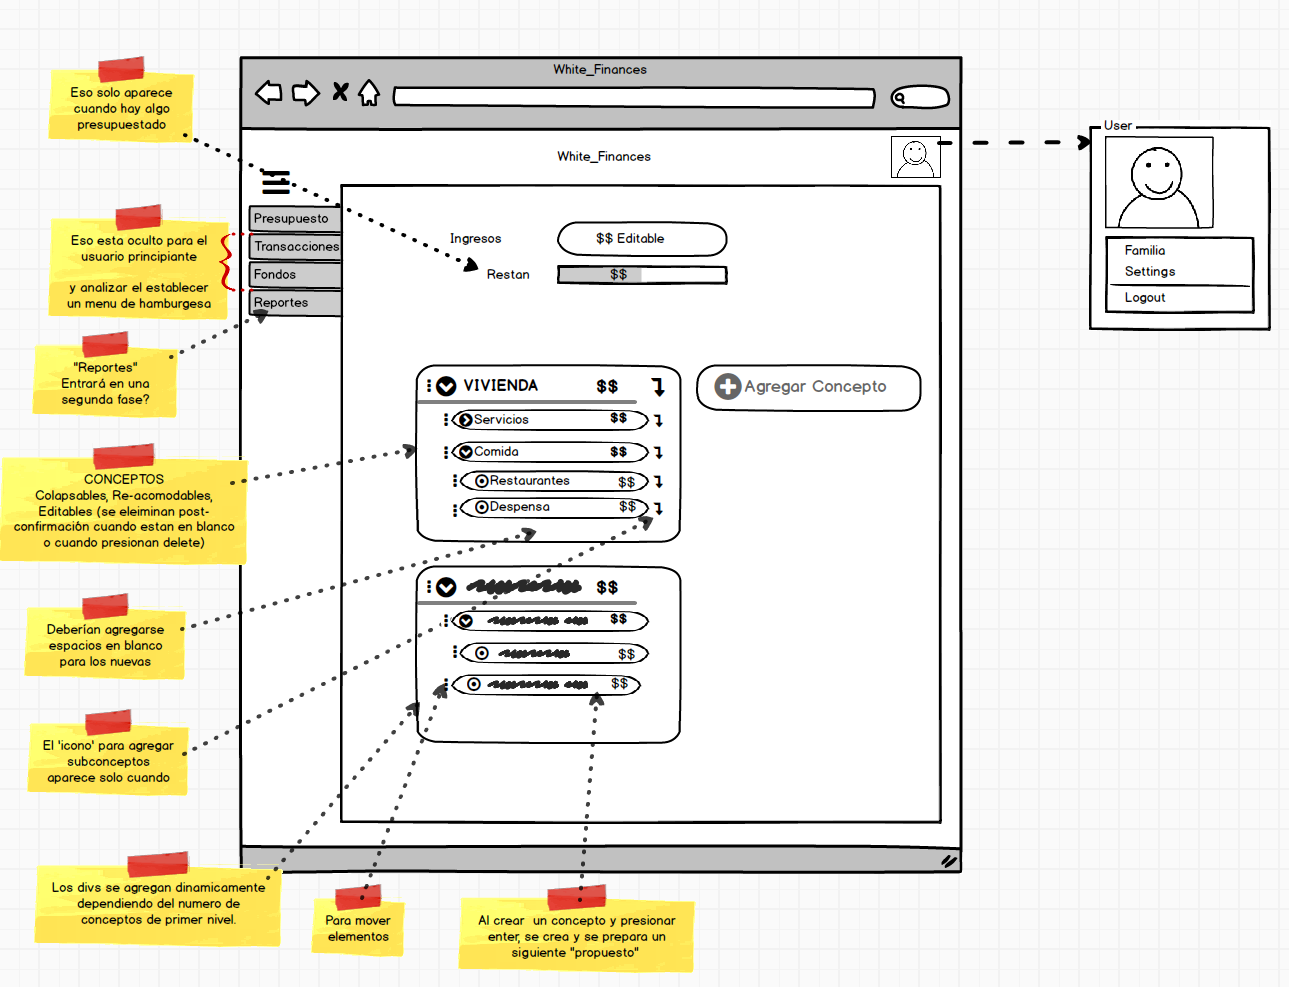 White_Finances
White_Finances
Eso solo aparece
cuando hay algo
presupuestado
Presupuesto
Transacciones
Fondos
Reportes
Eso esta oculto para el
usuario principiante
y analizar el establecer
un menu de hamburgesa
"Reportes"
Entrará en una
segunda fase?
CONCEPTOS
Colapsables, Re-acomodables,
Editables (se eleiminan post-
confirmación cuando estan en blanco
o cuando presionan delete)
Deberían agregarse
espacios en blanco
para los nuevas
El 'icono' para agregar
subconceptos
aparece solo cuando
Los divs se agregan dinamicamente
dependiendo del numero de
conceptos de primer nivel.
Para mover
elementos
Al crear un concepto y presionar
enter, se crea y se prepara un
siguiente "propuesto"
Ingresos $$ Editable
Restan $$
VIVIENDA $$
Servicios $$
Comida $$
Restaurantes $$
Despensa $$
Agregar Concepto
$$
$$
$$
$$
User
Familia
Settings
Logout